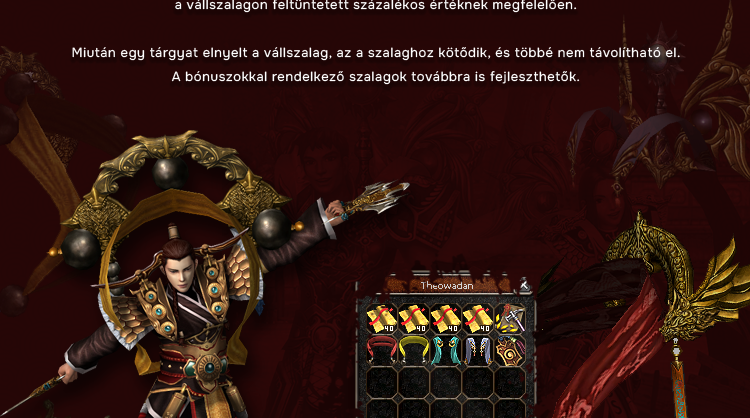 a vállszalagon feltüntetett százalékos értéknek megfelelően.
Miután egy tárgyat elnyelt a vállszalag, az a szalaghoz kötődik, és többé nem távolítható el.
A bónuszokkal rendelkező szalagok továbbra is fejleszthetők.
Theowadan
40 40 40 40